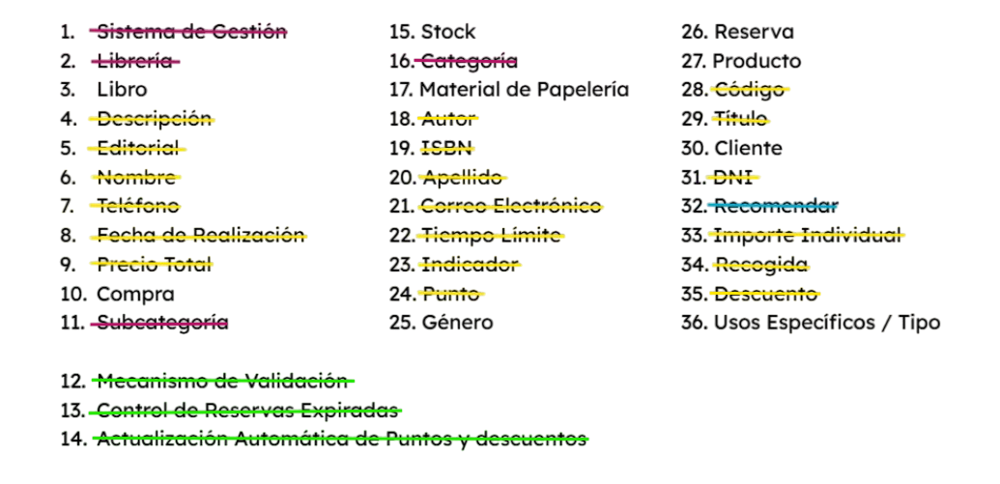 1. Sistema de Gestión
2. Librería
3. Libro
4. Descripción
5. Editorial
6. Nombre
7. Teléfono
8. Fecha de Realización
9. Precio Total
10. Compra
11. Subcategoría
12. Mecanismo de Validación
13. Control de Reservas Expiradas
14. Actualización Automática de Puntos y descuentos
15. Stock
16. Categoría
17. Material de Papelería
18. Autor
19. ISBN
20. Apellido
21. Correo Electrónico
22. Tiempo Límite
23. Indicador
24. Punto
25. Género
26. Reserva
27. Producto
28. Código
29. Título
30. Cliente
31. DNI
32. Recomendar
33. Importe Individual
34. Recogida
35. Descuento
36. Usos Específicos / Tipo